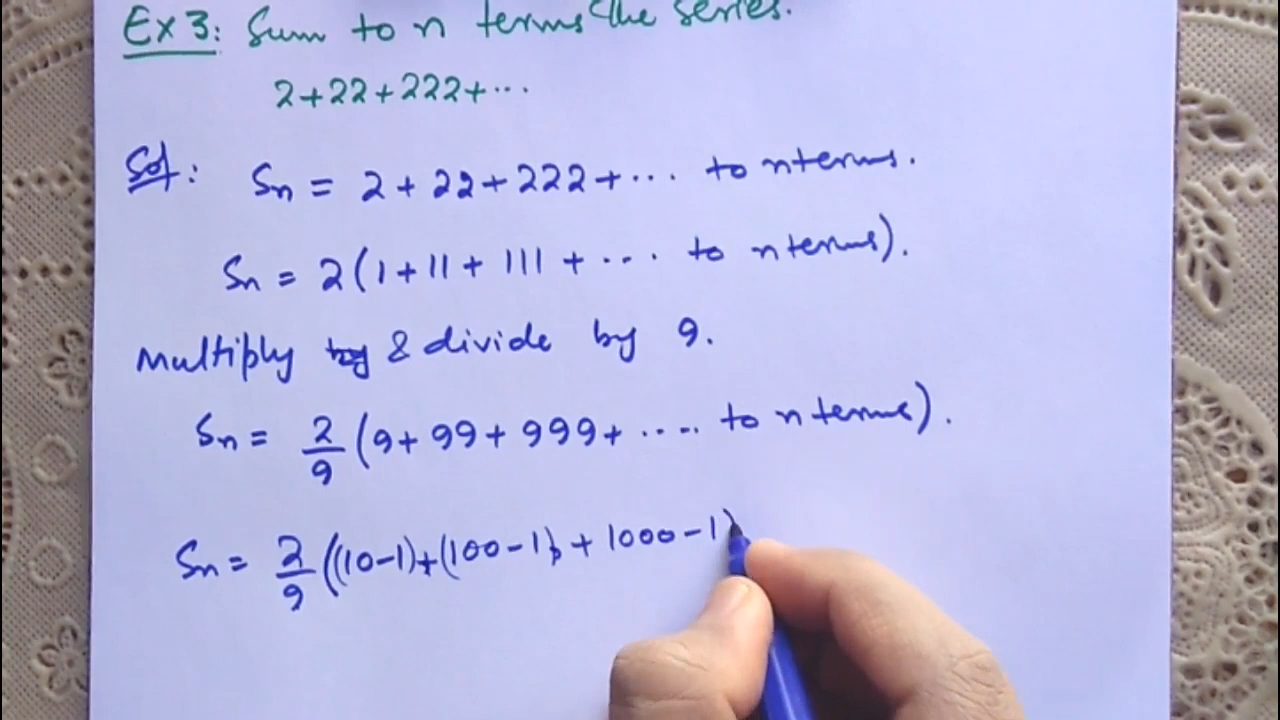 Ex 3: Sum to n terms the series.
2+22+222+...
Sol: Sn = 2 + 22 + 222 + ... to n terms.
Sn = 2(1 + 11 + 111 + ... to n terms).
Multiply & divide by 9.
Sn = 2/9 (9 + 99 + 999 + .... to n terms).
Sn = 2/9 ((10-1)+(100-1) + 1000-1)